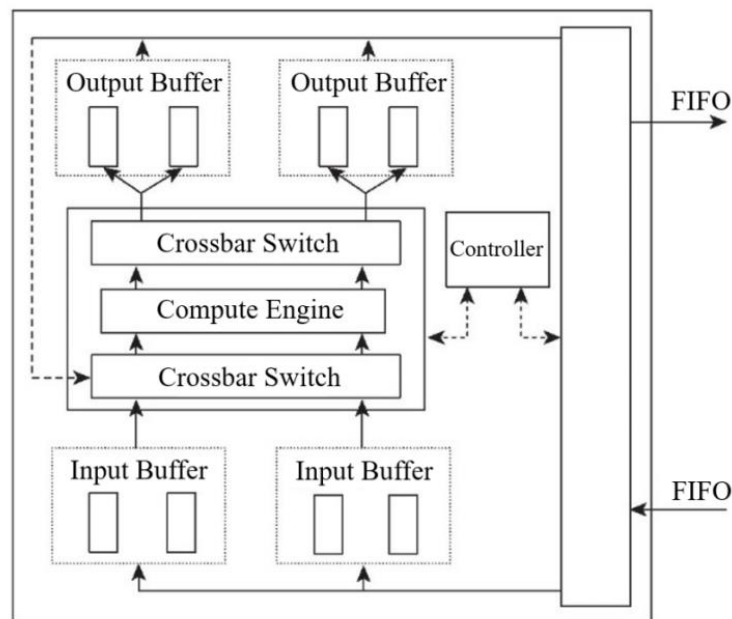 Output Buffer
Output Buffer
FIFO
Crossbar Switch
Controller
Compute Engine
Crossbar Switch
Input Buffer
Input Buffer
FIFO